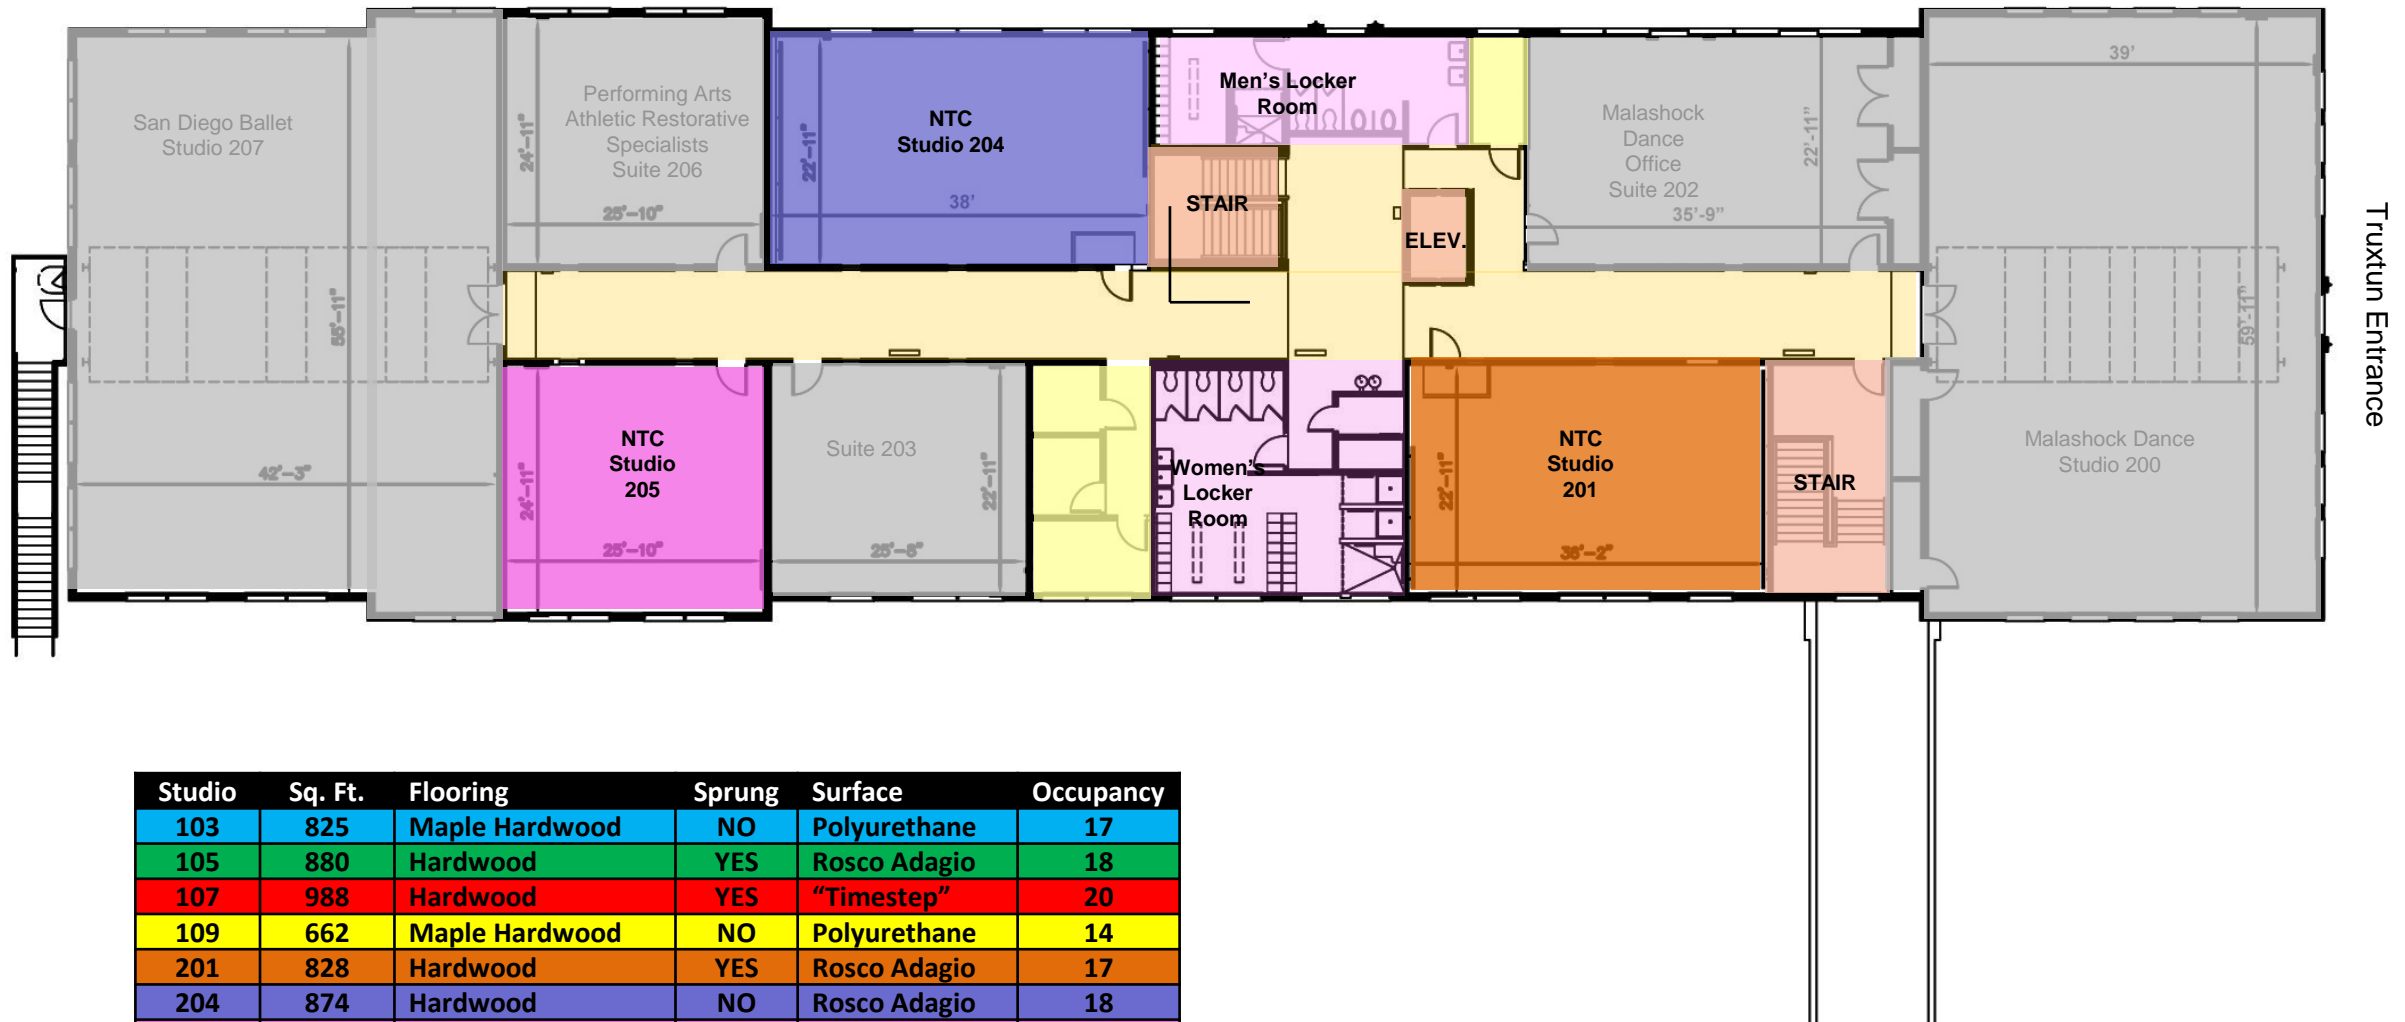 San Diego Ballet
Studio 207
55'-11"
42'-3"
Performing Arts
Athletic Restorative
Specialists
Suite 206
24'-11"
25'-10"
NTC
Studio 204
22'-11"
38'
Men's Locker
Room
STAIR
ELEV.
Malashock
Dance
Office
Suite 202
22'-11"
35'-9"
39'
59'-11"
Malashock Dance
Studio 200
Truxtun Entrance
NTC
Studio
205
24'-11"
25'-10"
Suite 203
22'-11"
25'-8"
Women's
Locker
Room
NTC
Studio
201
22'-11"
36'-2"
STAIR
Studio Sq. Ft. Flooring Sprung Surface Occupancy
103 825 Maple Hardwood NO Polyurethane 17
105 880 Hardwood YES Rosco Adagio 18
107 988 Hardwood YES “Timestep” 20
109 662 Maple Hardwood NO Polyurethane 14
201 828 Hardwood YES Rosco Adagio 17
204 874 Hardwood NO Rosco Adagio 18